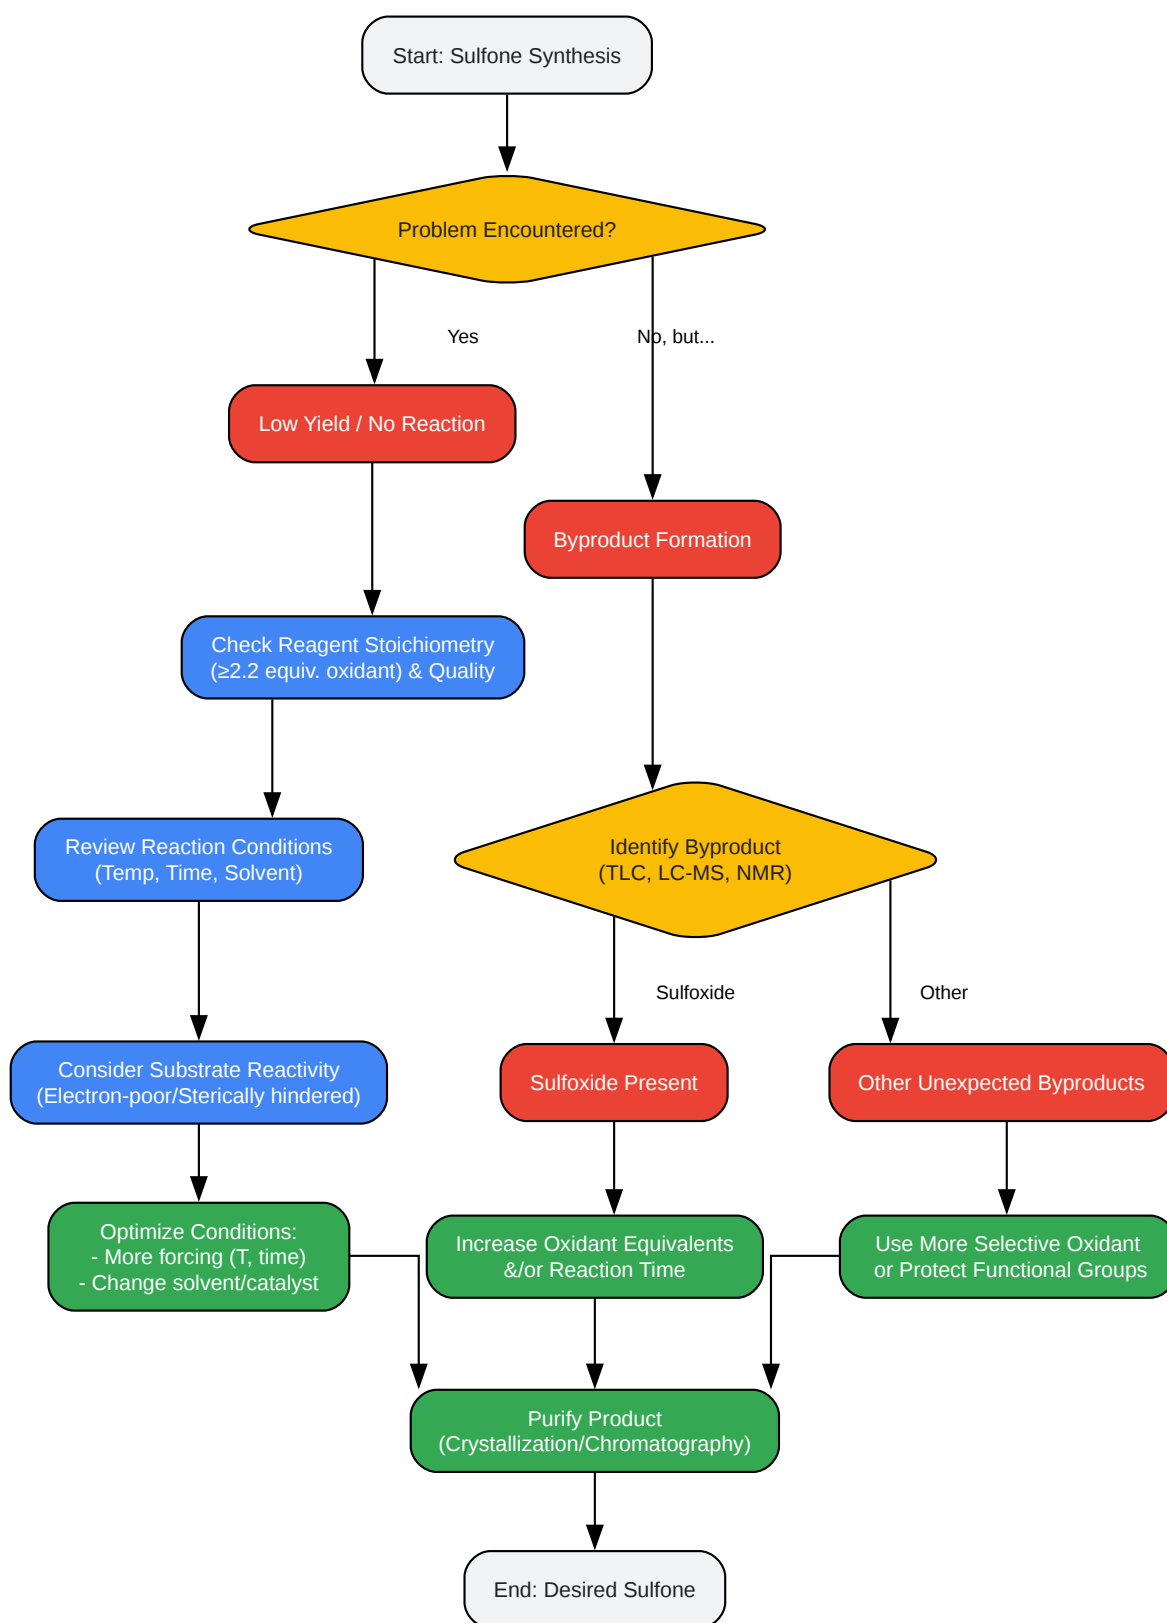 Start: Sulfone Synthesis
Problem Encountered?
Yes
No, but...
Low Yield / No Reaction
Byproduct Formation
Check Reagent Stoichiometry
(≥2.2 equiv. oxidant) & Quality
Review Reaction Conditions
(Temp, Time, Solvent)
Identify Byproduct
(TLC, LC-MS, NMR)
Sulfoxide
Other
Consider Substrate Reactivity
(Electron-poor/Sterically hindered)
Sulfoxide Present
Other Unexpected Byproducts
Optimize Conditions:
- More forcing (T, time)
- Change solvent/catalyst
Increase Oxidant Equivalents
&/or Reaction Time
Use More Selective Oxidant
or Protect Functional Groups
Purify Product
(Crystallization/Chromatography)
End: Desired Sulfone